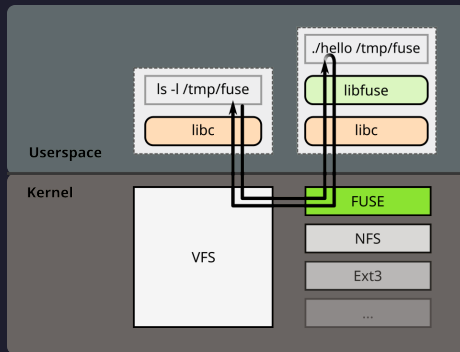 ./hello /tmp/fuse
ls -l /tmp/fuse
libfuse
libc
libc
Userspace
Kernel
FUSE
NFS
VFS
Ext3
...